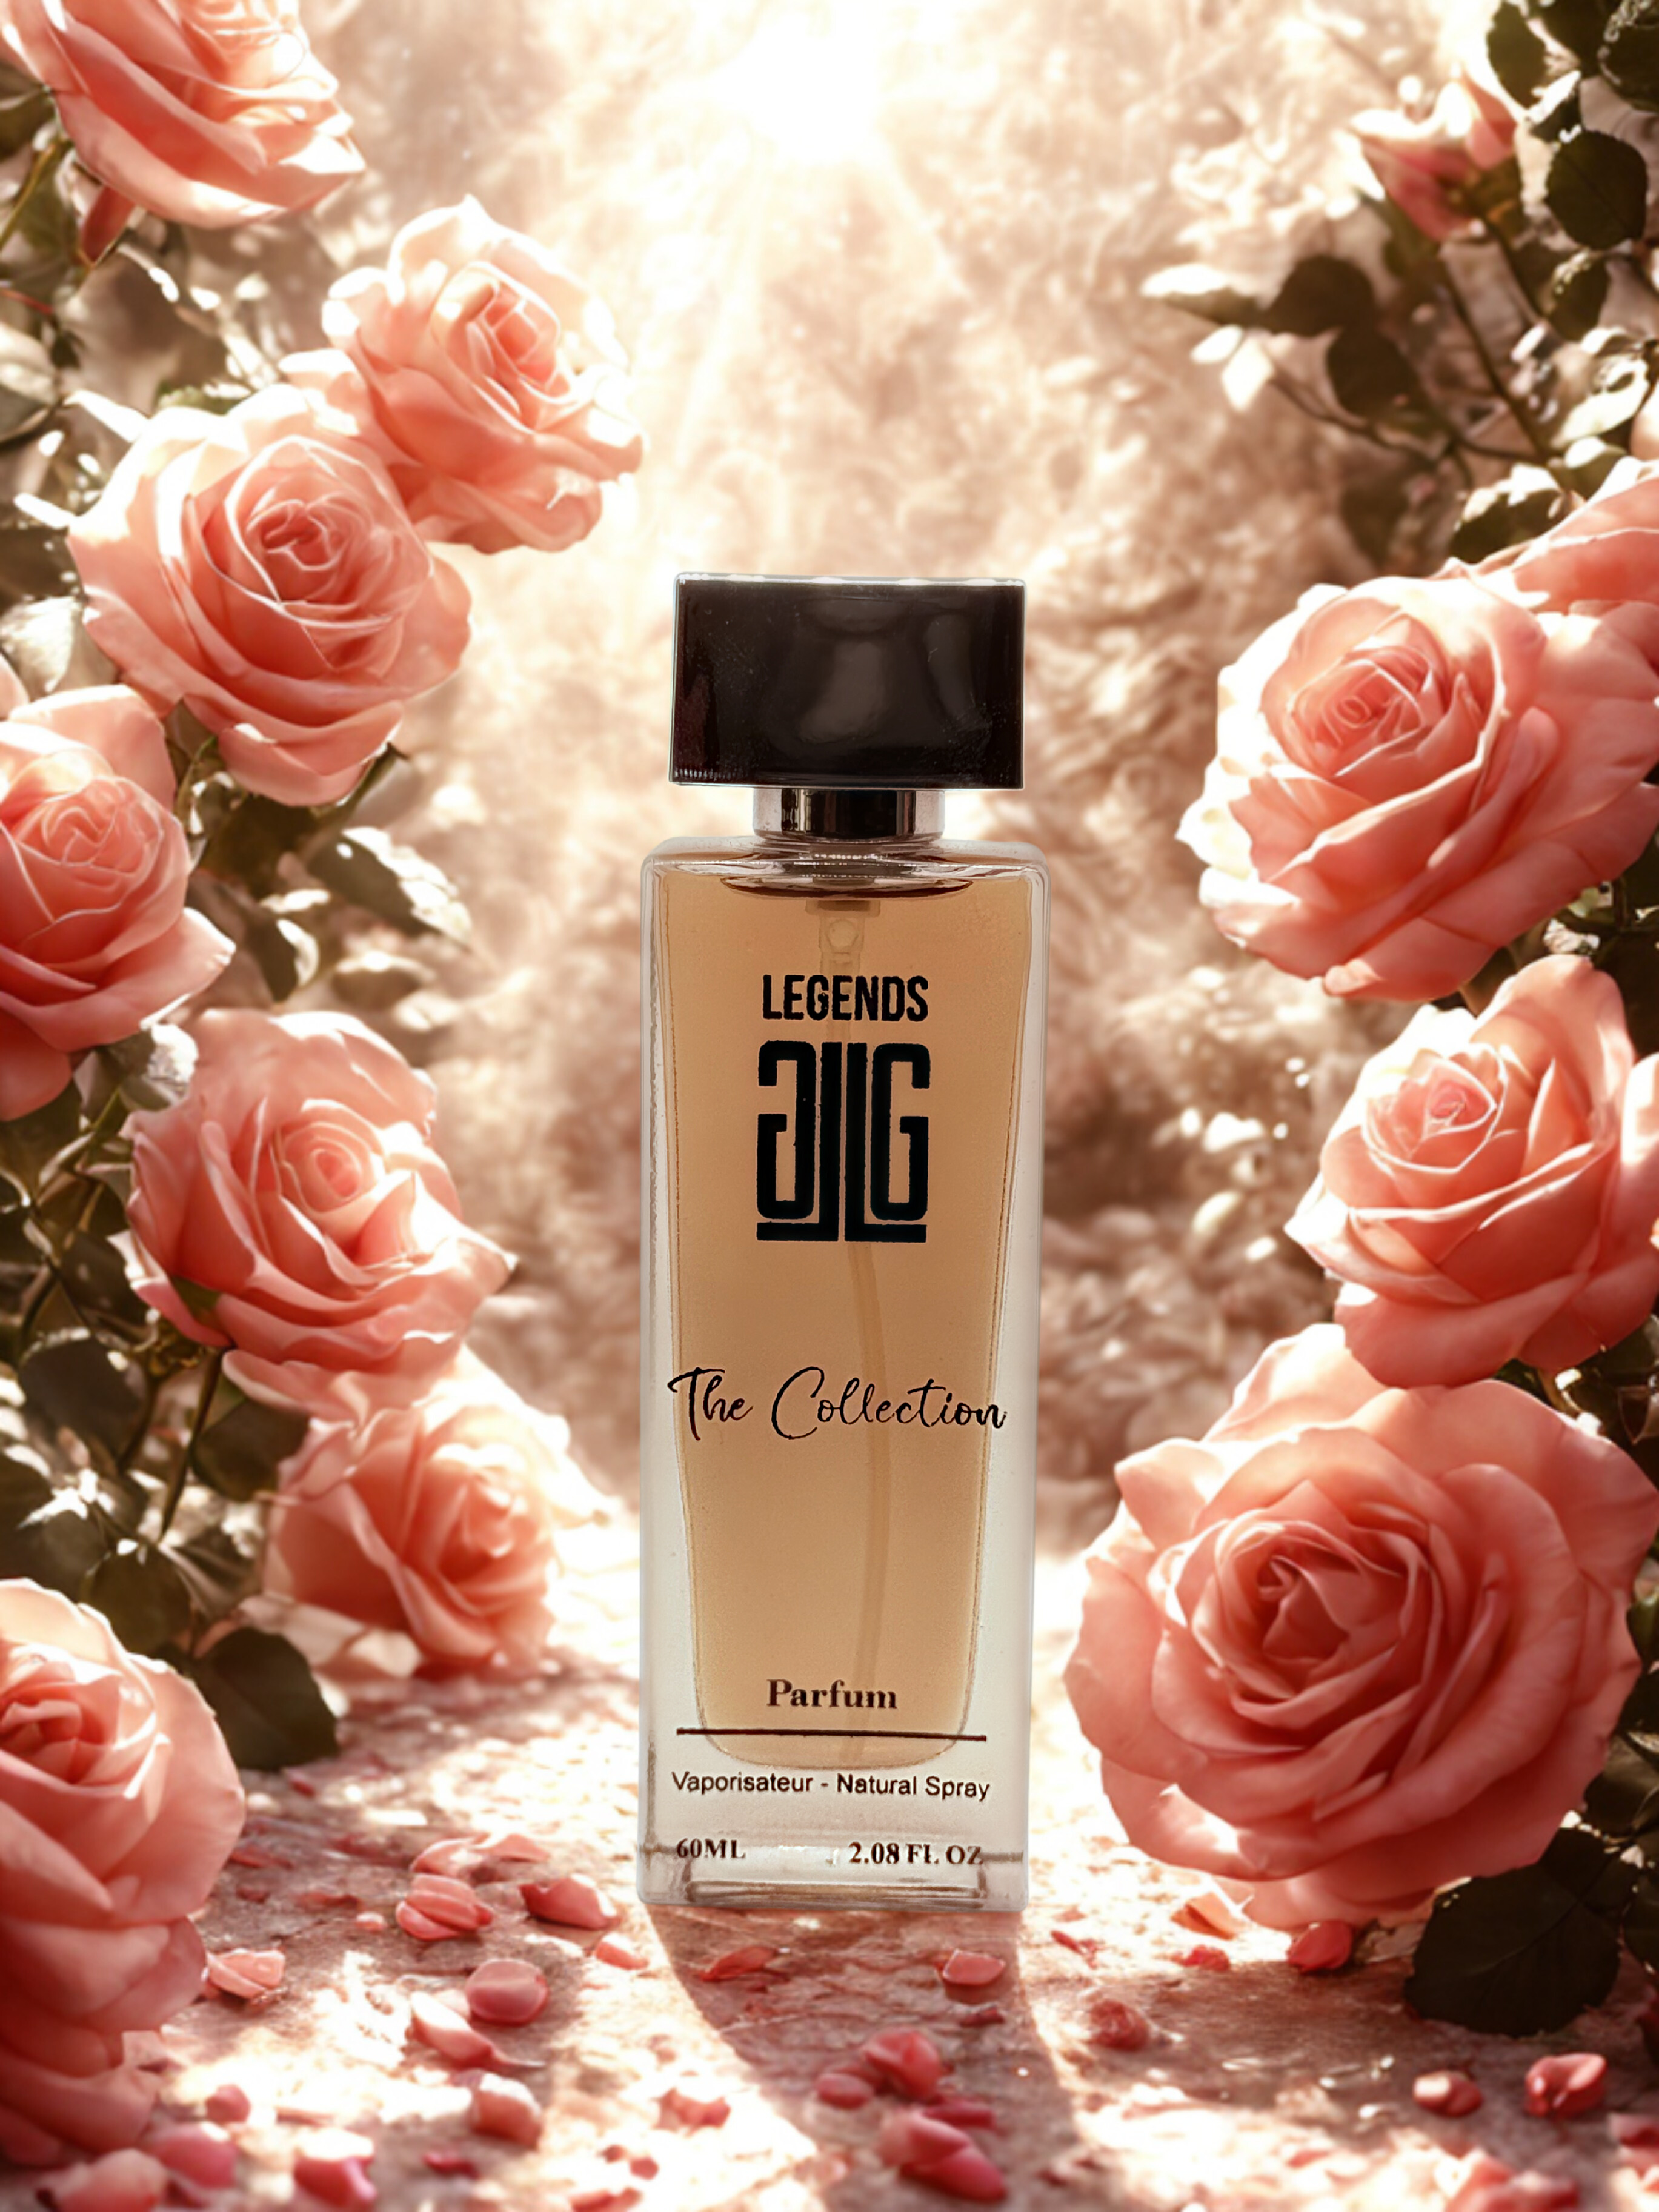 LEGENDS
The Collection
Parfum
Vaporisateur - Natural Spray
60ML 2.08 FL OZ